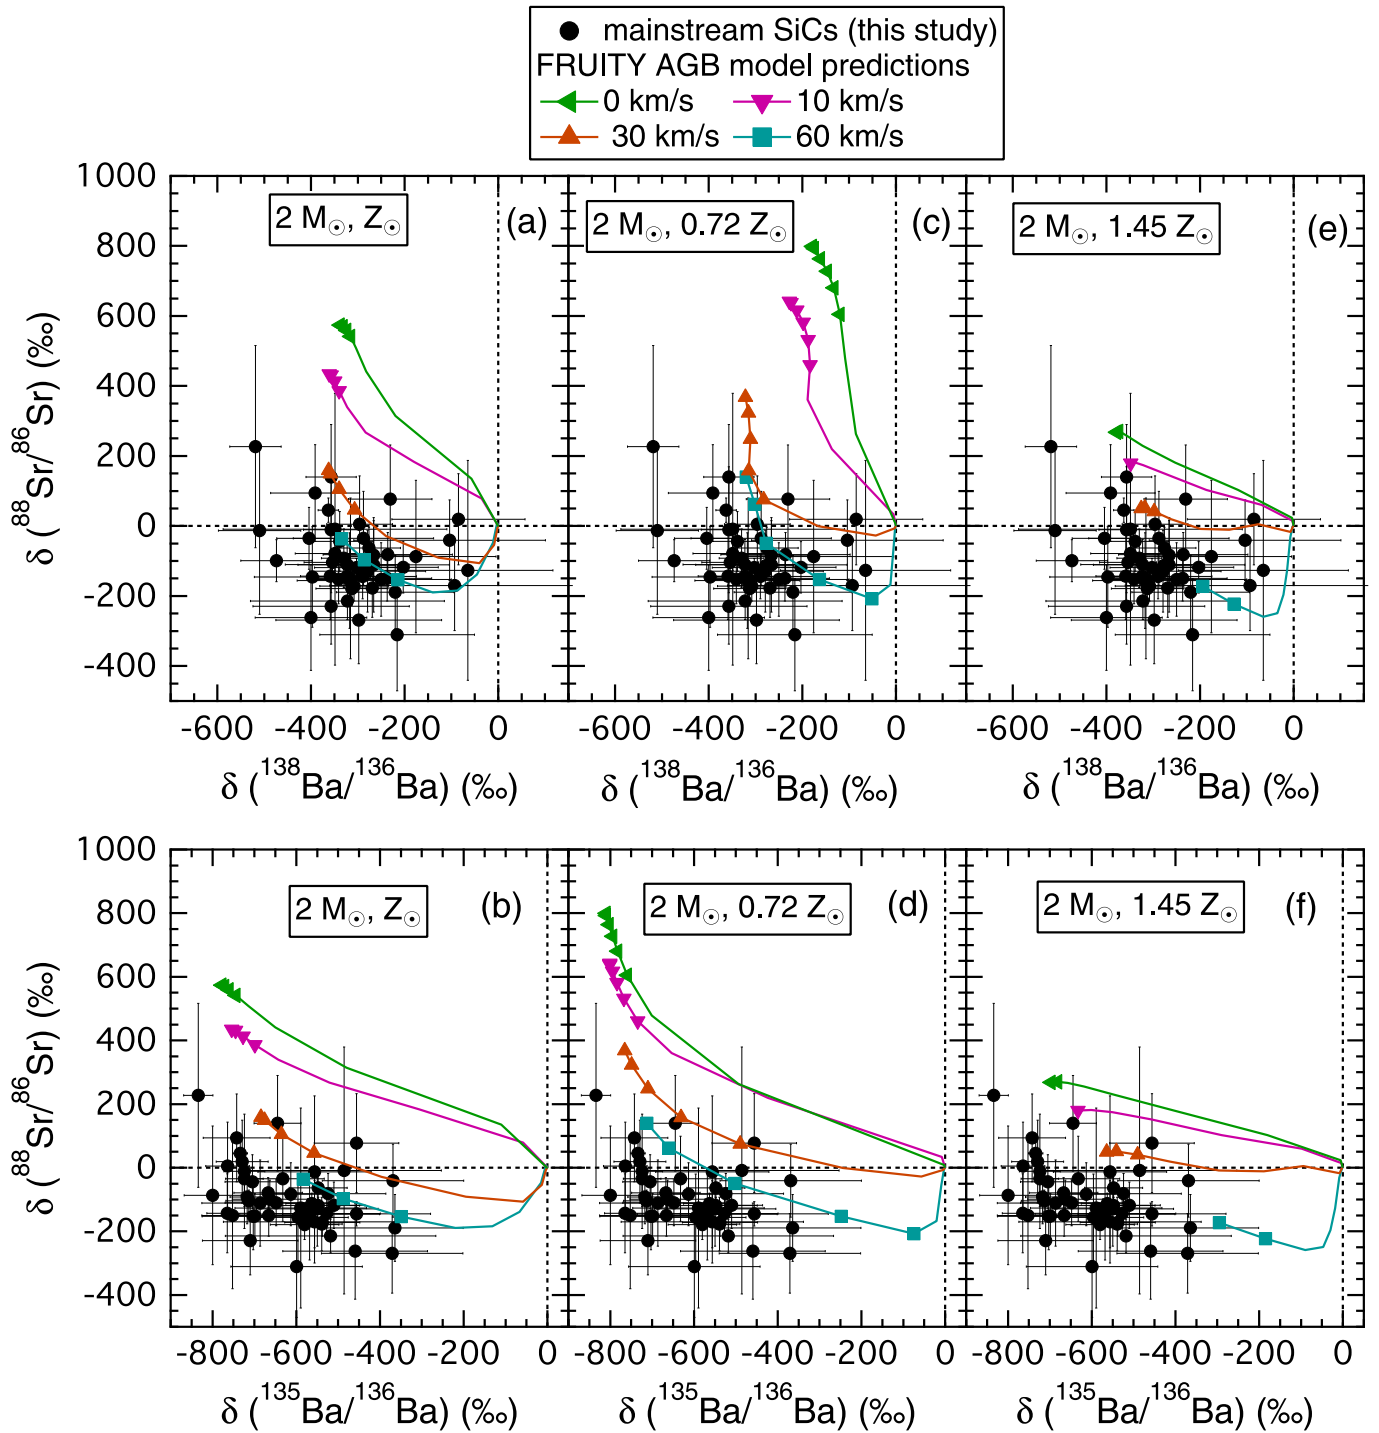 mainstream SiCs (this study)
FRUITY AGB model predictions
0 km/s 10 km/s
30 km/s 60 km/s
1000
800
600
400
200
0
-200
-400
δ (⁸⁸Sr/⁸⁶Sr) (‰)
2 M☉, Z☉ (a)
2 M☉, 0.72 Z☉ (c)
2 M☉, 1.45 Z☉ (e)
-600 -400 -200 0 -600 -400 -200 0 -600 -400 -200 0
δ (¹³⁸Ba/¹³⁶Ba) (‰) δ (¹³⁸Ba/¹³⁶Ba) (‰) δ (¹³⁸Ba/¹³⁶Ba) (‰)
1000
800
600
400
200
0
-200
-400
δ (⁸⁸Sr/⁸⁶Sr) (‰)
2 M☉, Z☉ (b)
2 M☉, 0.72 Z☉ (d)
2 M☉, 1.45 Z☉ (f)
-800 -600 -400 -200 0 -800 -600 -400 -200 0 -800 -600 -400 -200 0
δ (¹³⁵Ba/¹³⁶Ba) (‰) δ (¹³⁵Ba/¹³⁶Ba) (‰) δ (¹³⁵Ba/¹³⁶Ba) (‰)